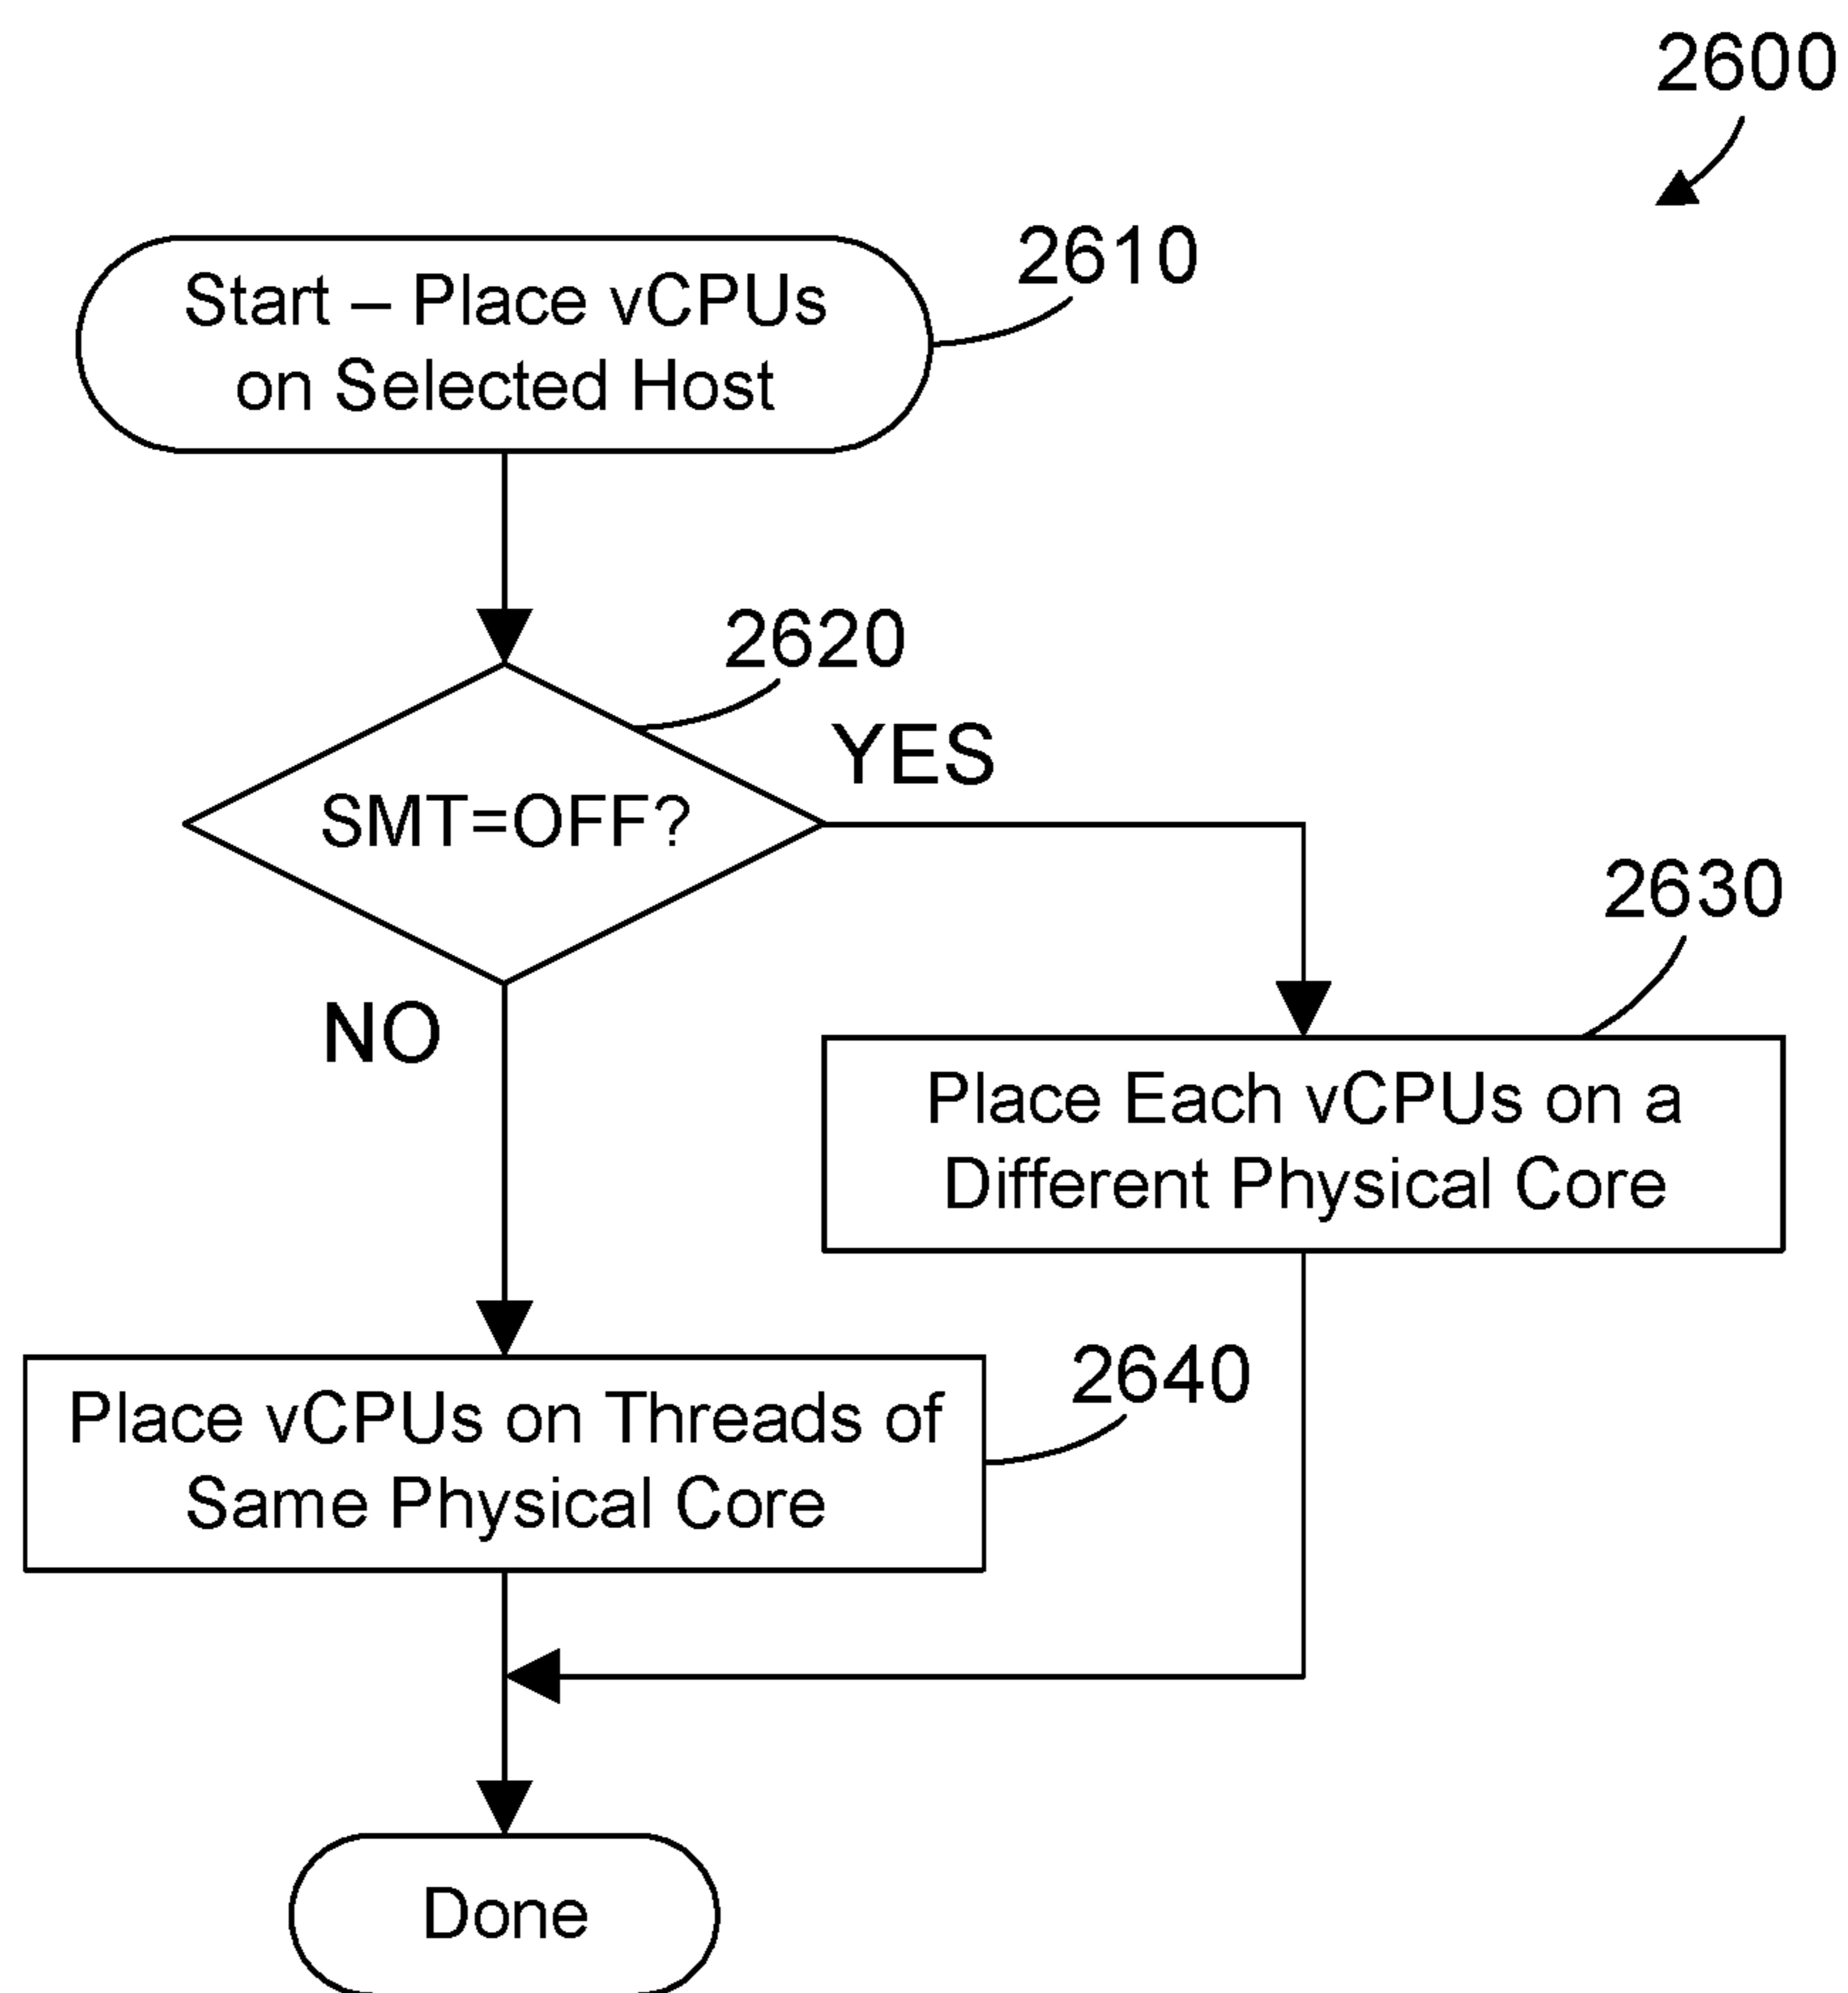 2600
2610
Start – Place vCPUs
on Selected Host
2620
YES
SMT=OFF?
2630
NO
Place Each vCPUs on a
Different Physical Core
2640
Place vCPUs on Threads of
Same Physical Core
Done